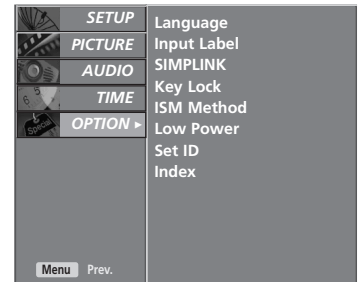 SETUP
PICTURE
AUDIO
TIME
OPTION ►
Language
Input Label
SIMPLINK
Key Lock
ISM Method
Low Power
Set ID
Index
Menu Prev.